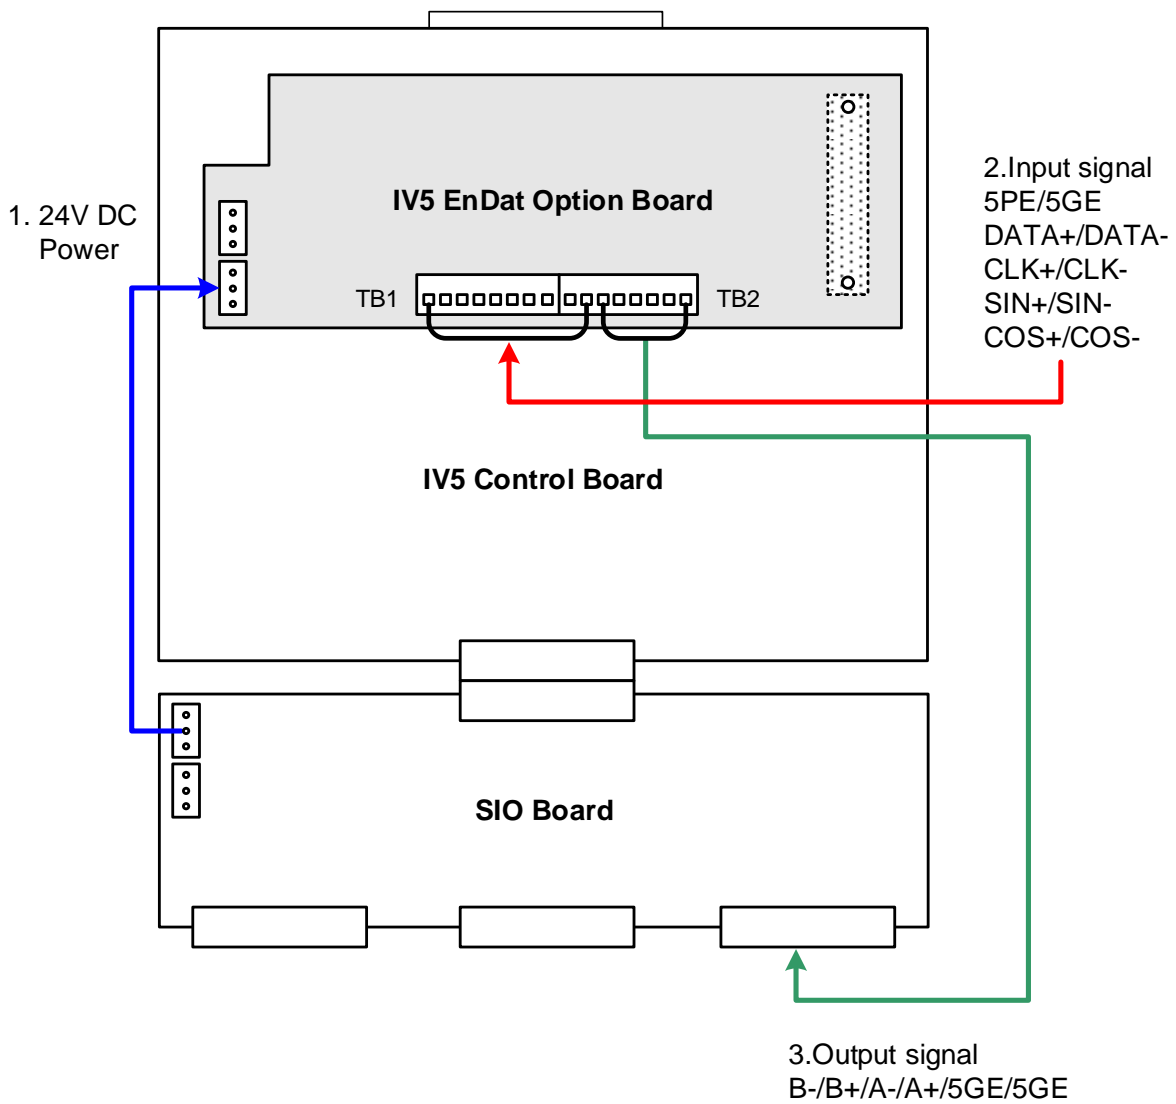 IV5 EnDat Option Board
1. 24V DC
Power
TB1
TB2
2.Input signal
5PE/5GE
DATA+/DATA-
CLK+/CLK-
SIN+/SIN-
COS+/COS-
IV5 Control Board
SIO Board
3.Output signal
B-/B+/A-/A+/5GE/5GE